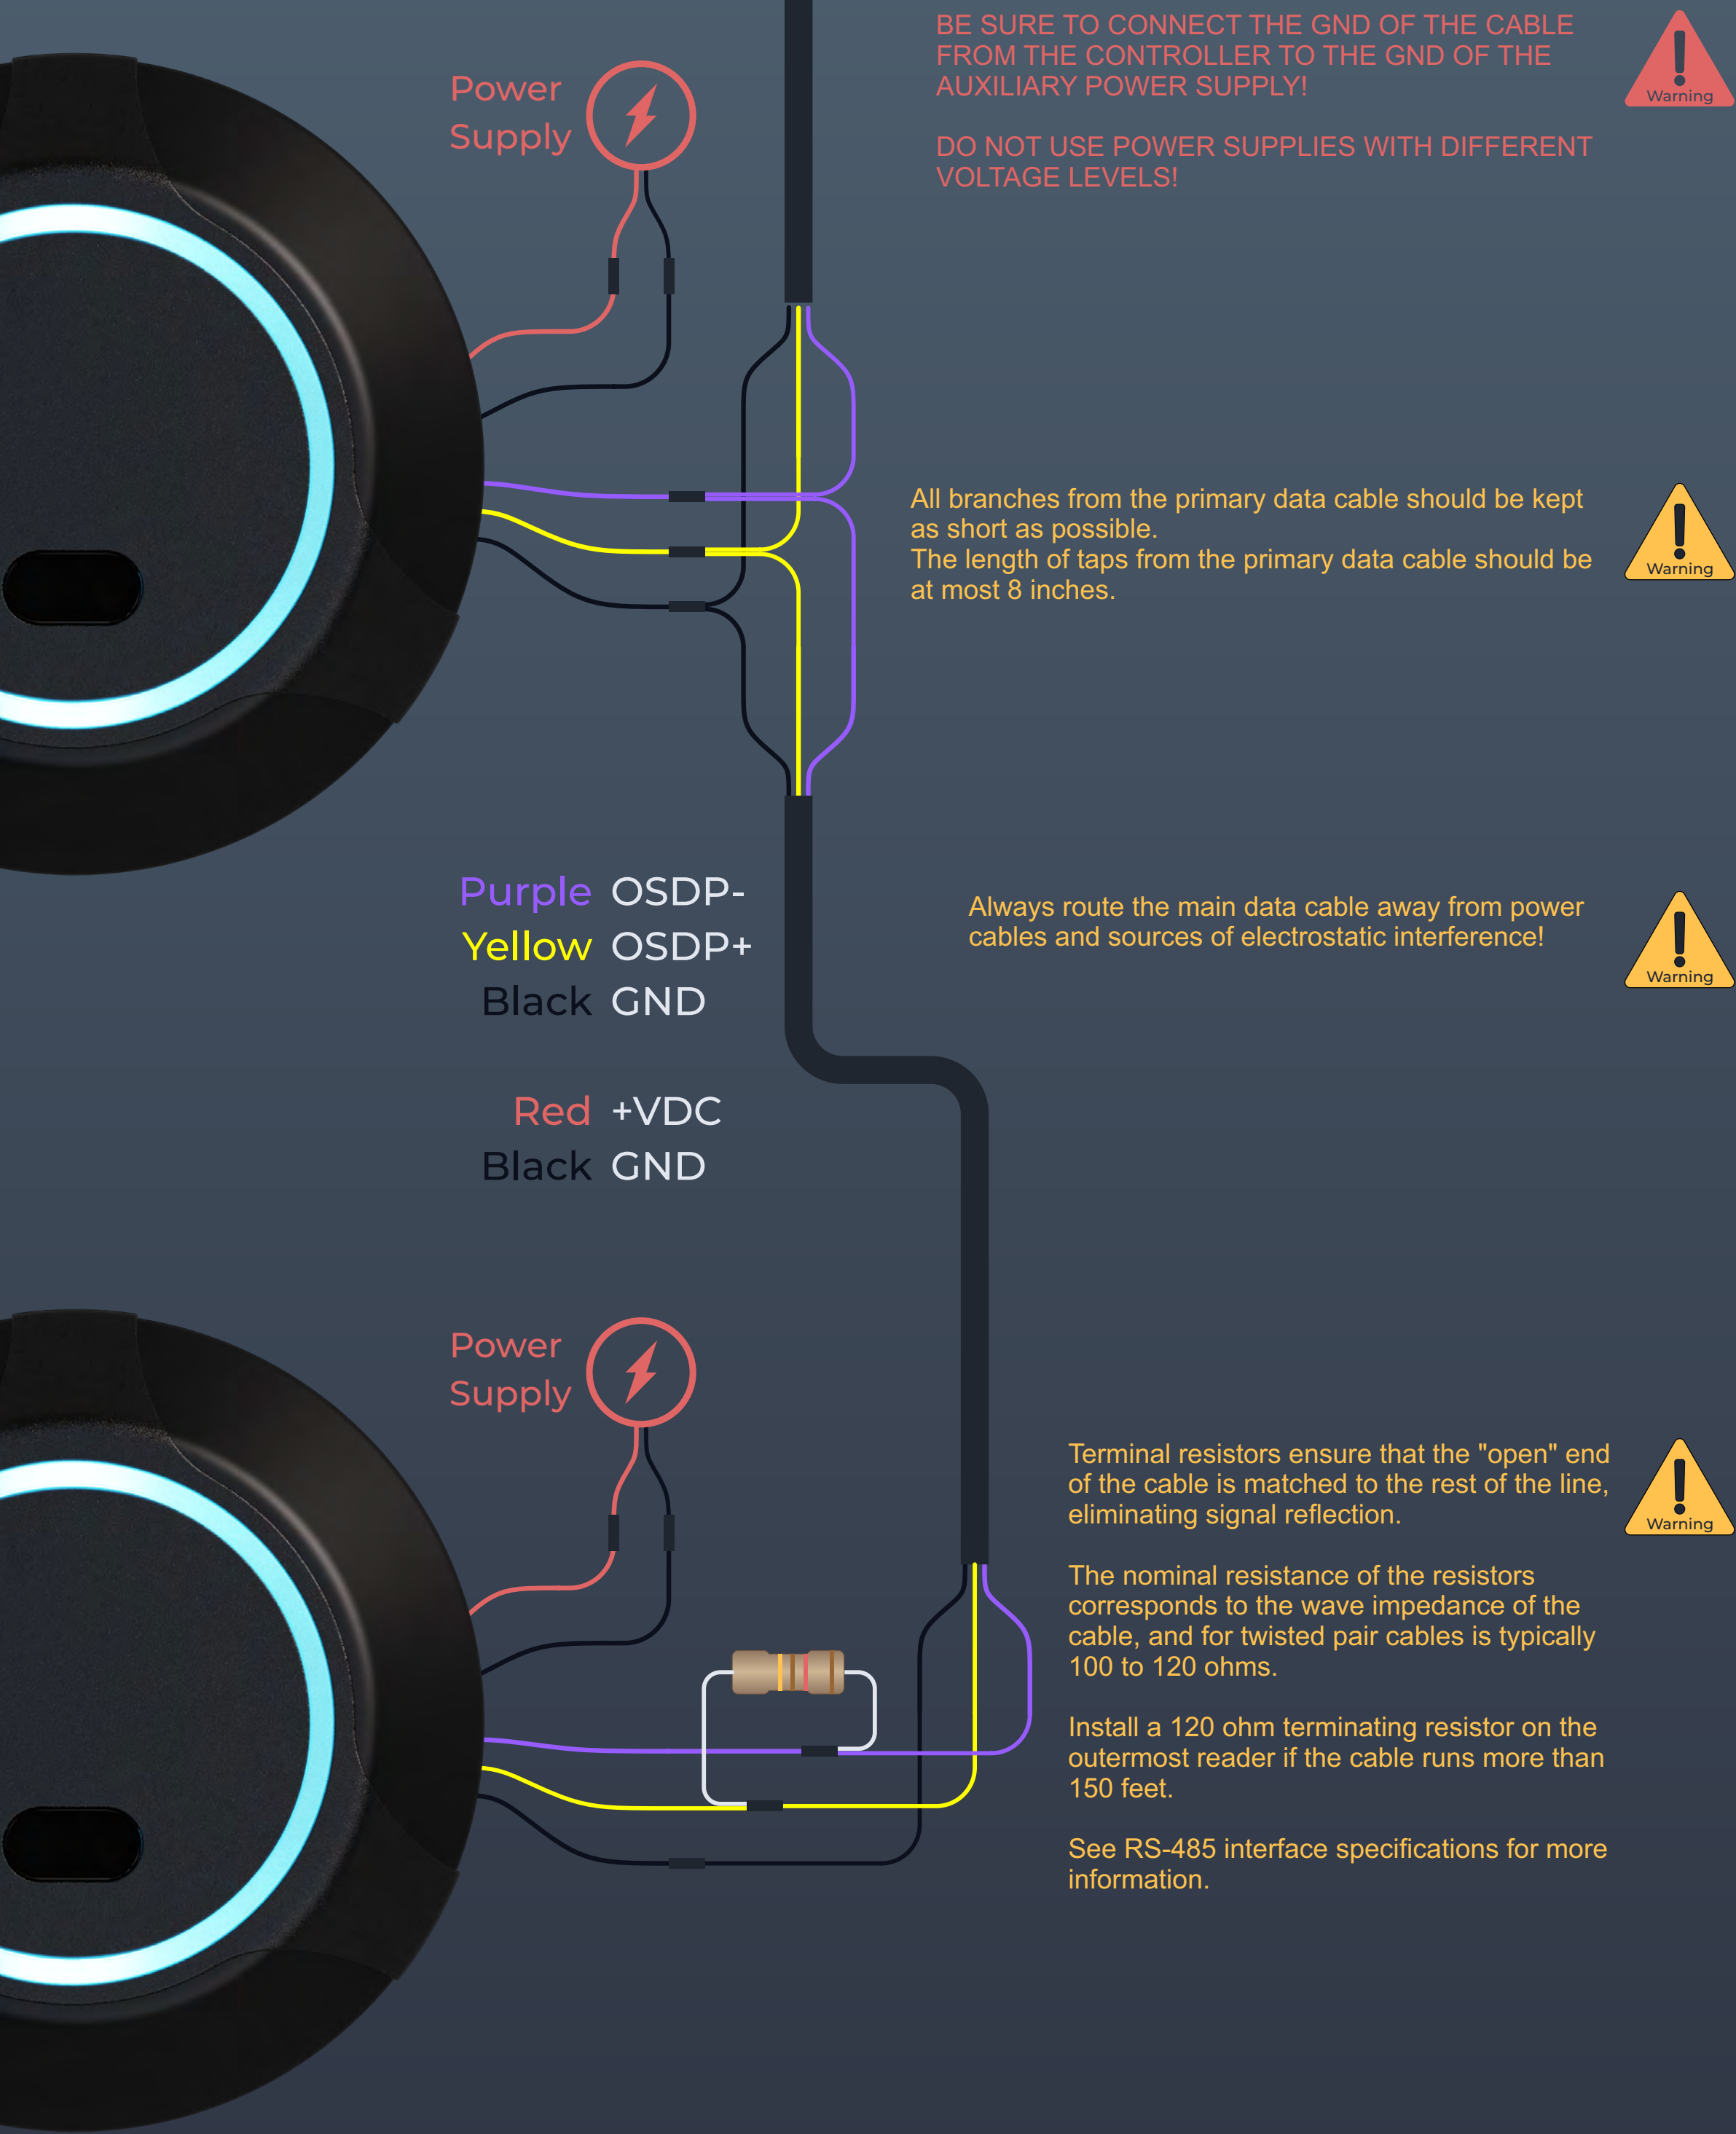 BE SURE TO CONNECT THE GND OF THE CABLE
FROM THE CONTROLLER TO THE GND OF THE
AUXILIARY POWER SUPPLY!
DO NOT USE POWER SUPPLIES WITH DIFFERENT
VOLTAGE LEVELS!
Warning
Power
Supply
All branches from the primary data cable should be kept
as short as possible.
The length of taps from the primary data cable should be
at most 8 inches.
Warning
Purple OSDP-
Yellow OSDP+
Black GND
Red +VDC
Black GND
Always route the main data cable away from power
cables and sources of electrostatic interference!
Warning
Power
Supply
Terminal resistors ensure that the "open" end
of the cable is matched to the rest of the line,
eliminating signal reflection.
Warning
The nominal resistance of the resistors
corresponds to the wave impedance of the
cable, and for twisted pair cables is typically
100 to 120 ohms.
Install a 120 ohm terminating resistor on the
outermost reader if the cable runs more than
150 feet.
See RS-485 interface specifications for more
information.